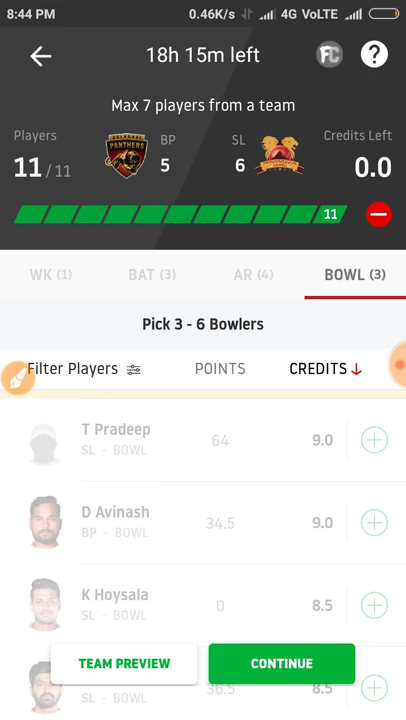 8:44 PM 0.46K/s 4G VoLTE
18h 15m left
FC ?
Max 7 players from a team
Players BP SL Credits Left
11 / 11 PANTHERS 5 6 0.0
11
WK (1) BAT (3) AR (4) BOWL (3)
Pick 3 - 6 Bowlers
Filter Players POINTS CREDITS
T Pradeep
SL - BOWL 64 9.0
D Avinash
BP - BOWL 34.5 9.0
K Hoysala
SL - BOWL 0 8.5
TEAM PREVIEW CONTINUE
SL - BOWL 36.5 8.5